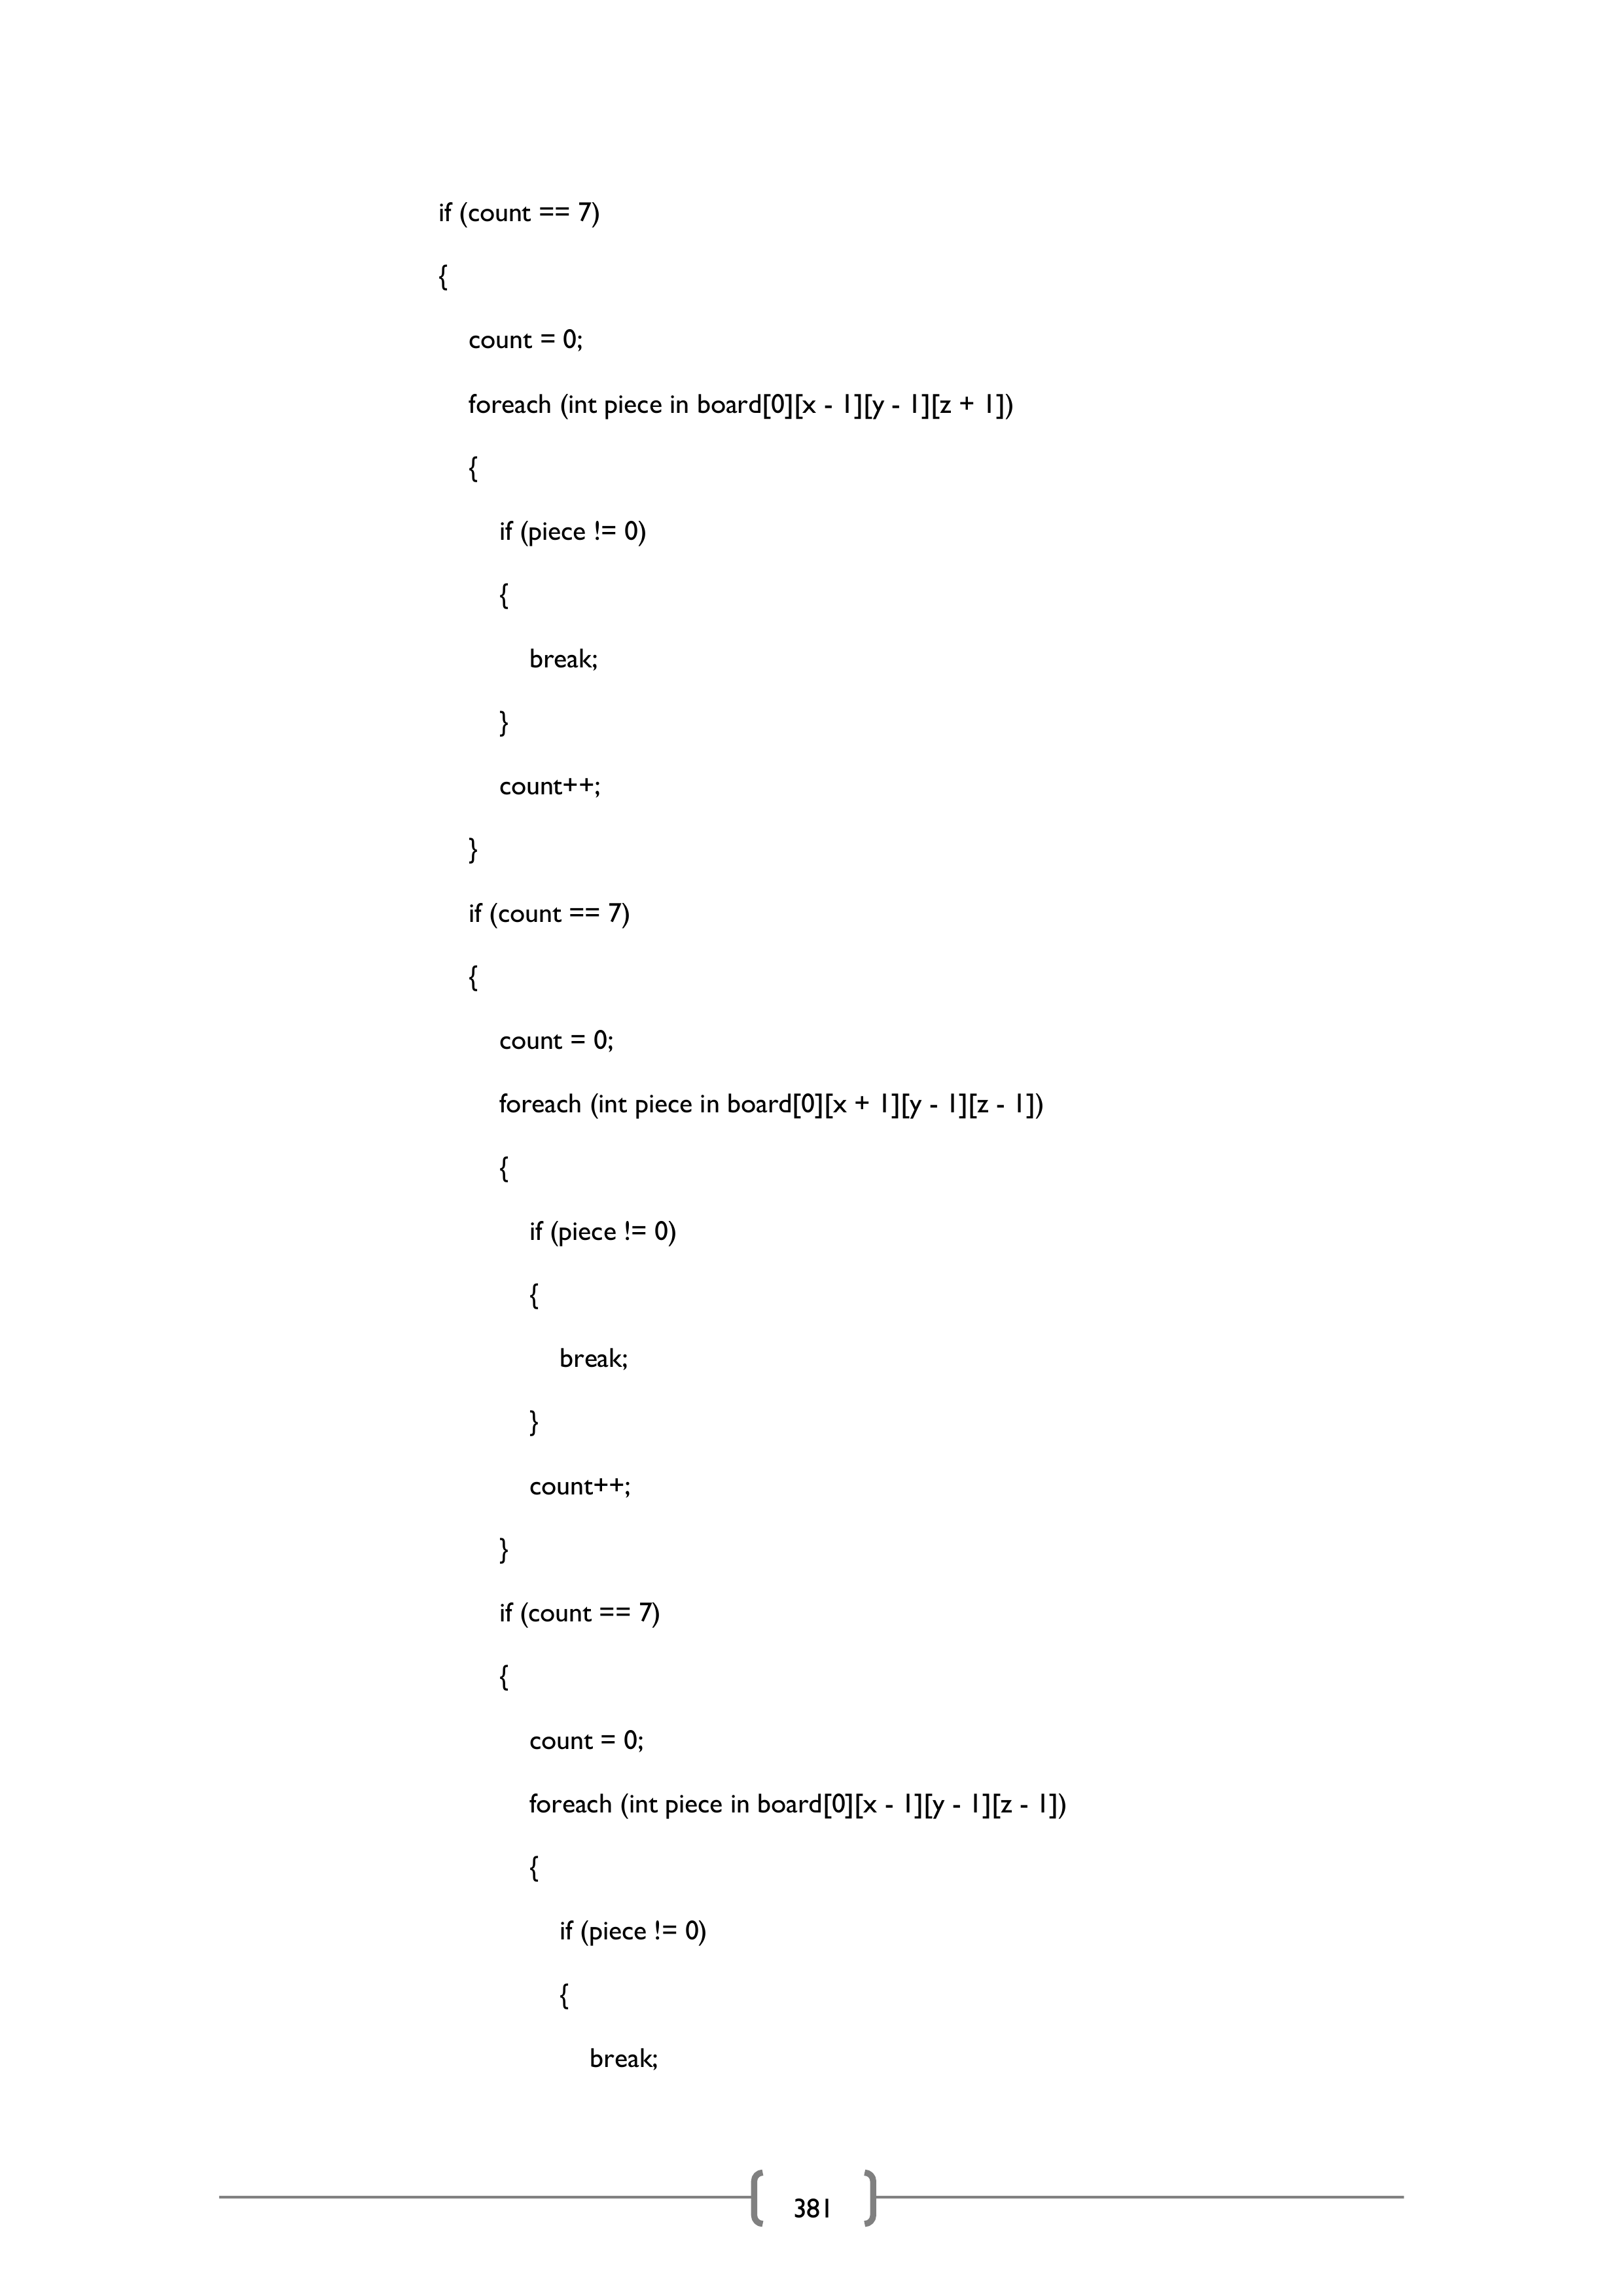 if (count == 7)
{
count = 0;
foreach (int piece in board[0][x - 1][y - 1][z + 1])
{
if (piece != 0)
{
break;
}
count++;
}
if (count == 7)
{
count = 0;
foreach (int piece in board[0][x + 1][y - 1][z - 1])
{
if (piece != 0)
{
break;
}
count++;
}
if (count == 7)
{
count = 0;
foreach (int piece in board[0][x - 1][y - 1][z - 1])
{
if (piece != 0)
{
break;
381